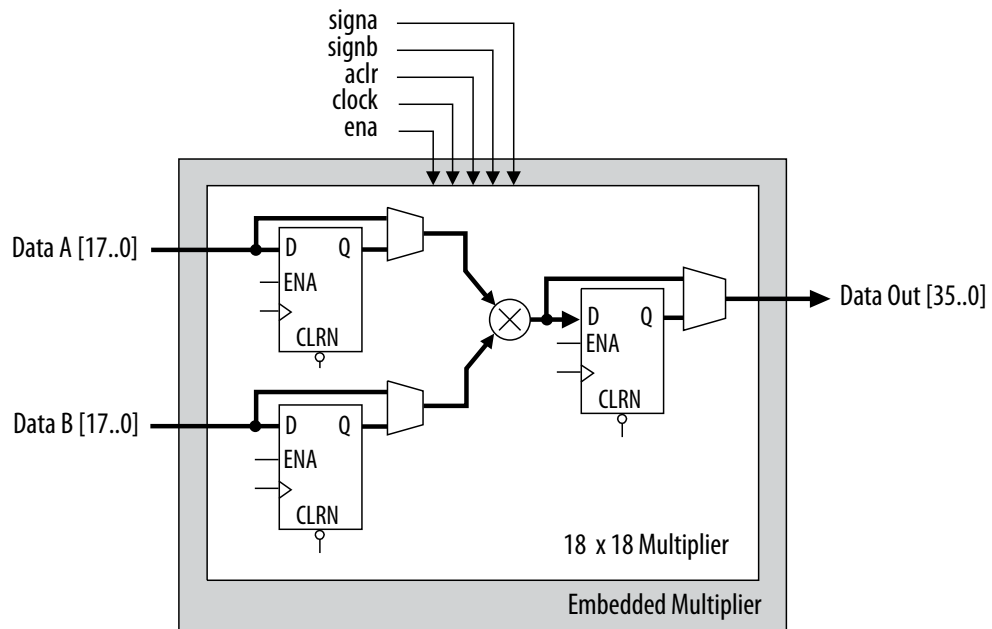 signa
signb
aclr
clock
ena
Data A [17..0]
D Q
ENA
CLRN
Data B [17..0]
D Q
ENA
CLRN
D Q
ENA
CLRN
Data Out [35..0]
18 x 18 Multiplier
Embedded Multiplier